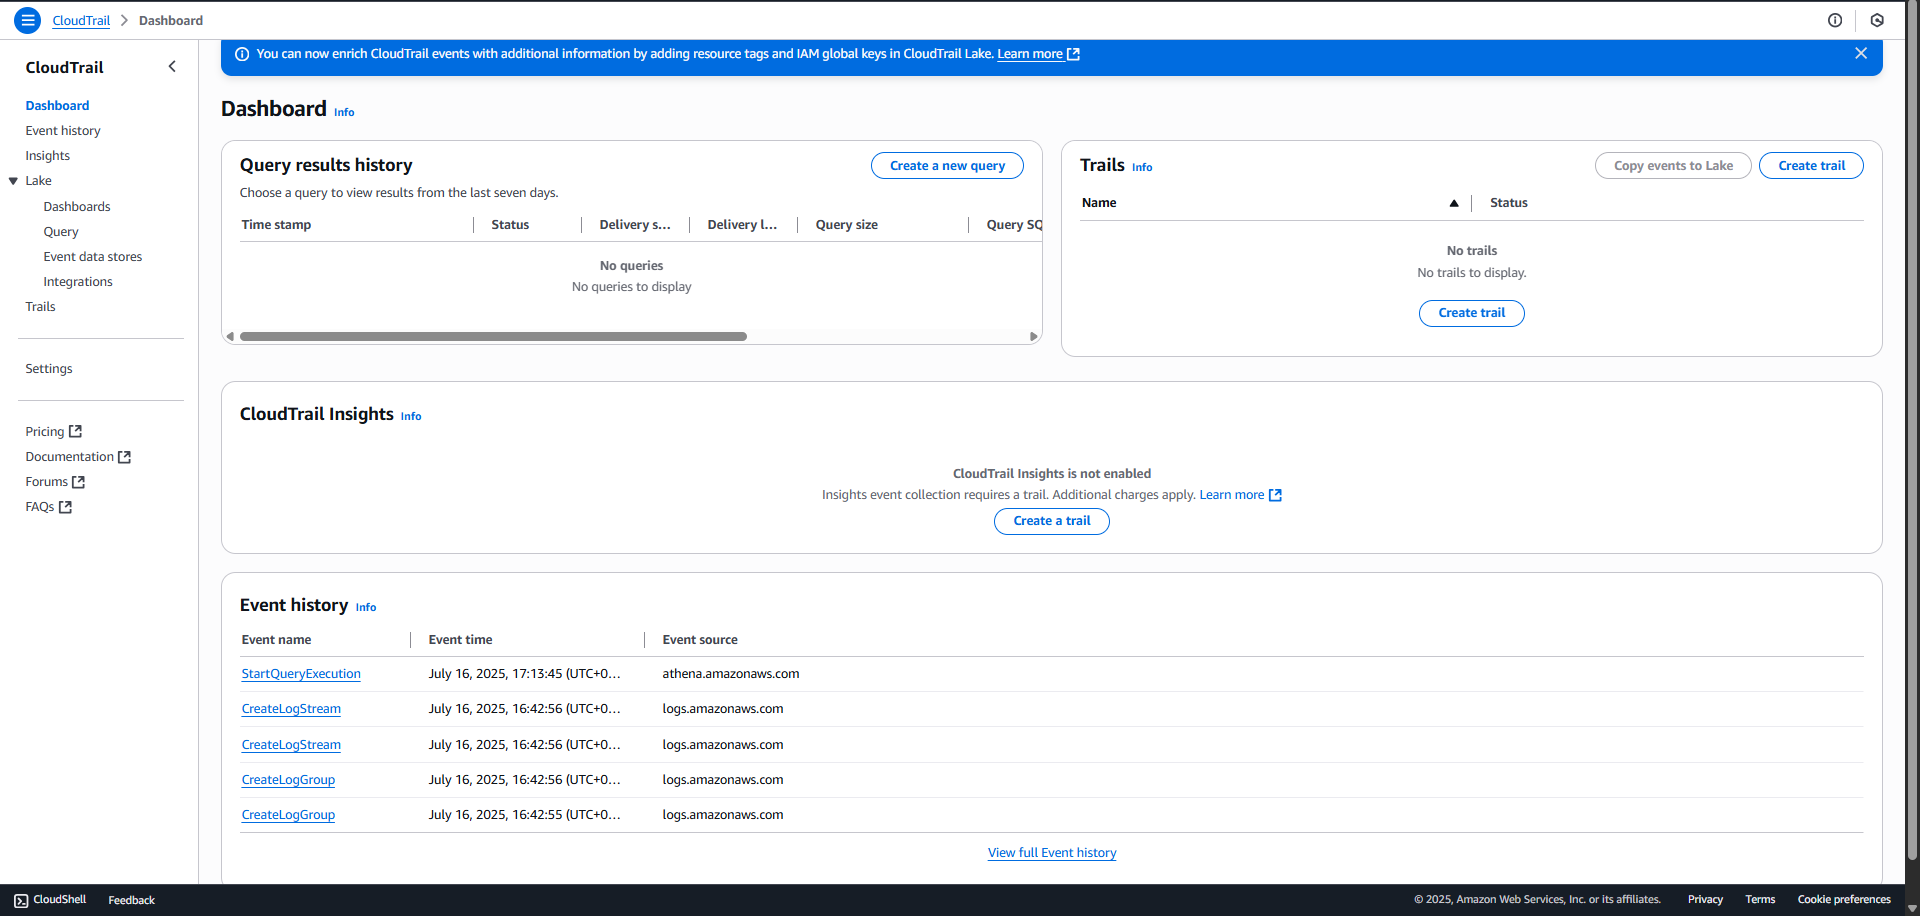 CloudTrail > Dashboard
CloudTrail
Dashboard
Event history
Insights
Lake
Dashboards
Query
Event data stores
Integrations
Trails
Settings
Pricing
Documentation
Forums
FAQs
You can now enrich CloudTrail events with additional information by adding resource tags and IAM global keys in CloudTrail Lake. Learn more
Dashboard Info
Query results history
Create a new query
Choose a query to view results from the last seven days.
Time stamp Status Delivery s... Delivery l... Query size Query SQ
No queries
No queries to display
Trails Info
Copy events to Lake
Create trail
Name Status
No trails
No trails to display.
Create trail
CloudTrail Insights Info
CloudTrail Insights is not enabled
Insights event collection requires a trail. Additional charges apply. Learn more
Create a trail
Event history Info
Event name Event time Event source
StartQueryExecution July 16, 2025, 17:13:45 (UTC+0... athena.amazonaws.com
CreateLogStream July 16, 2025, 16:42:56 (UTC+0... logs.amazonaws.com
CreateLogStream July 16, 2025, 16:42:56 (UTC+0... logs.amazonaws.com
CreateLogGroup July 16, 2025, 16:42:56 (UTC+0... logs.amazonaws.com
CreateLogGroup July 16, 2025, 16:42:55 (UTC+0... logs.amazonaws.com
View full Event history
CloudShell Feedback © 2025, Amazon Web Services, Inc. or its affiliates. Privacy Terms Cookie preferences